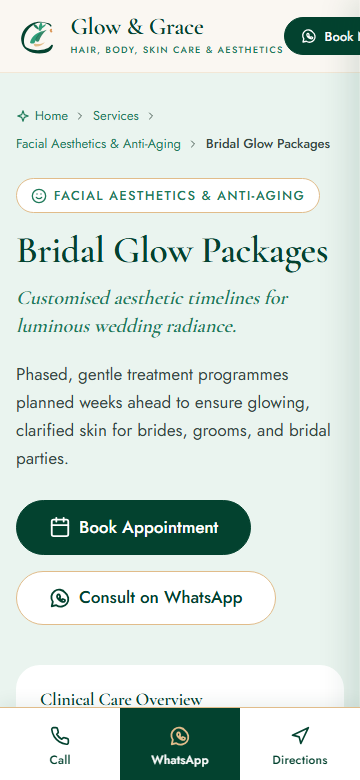 Glow & Grace
HAIR, BODY, SKIN CARE & AESTHETICS
Book
Home > Services >
Facial Aesthetics & Anti-Aging > Bridal Glow Packages
FACIAL AESTHETICS & ANTI-AGING
Bridal Glow Packages
Customised aesthetic timelines for
luminous wedding radiance.
Phased, gentle treatment programmes
planned weeks ahead to ensure glowing,
clarified skin for brides, grooms, and bridal
parties.
Book Appointment
Consult on WhatsApp
Clinical Care Overview
Call
WhatsApp
Directions